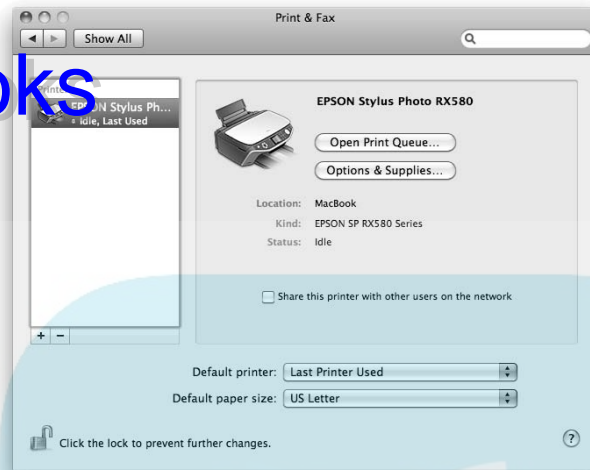 Print & Fax
Show All
oks
EPSON Stylus Ph...
Idle, Last Used
EPSON Stylus Photo RX580
Open Print Queue...
Options & Supplies...
Location: MacBook
Kind: EPSON SP RX580 Series
Status: Idle
Share this printer with other users on the network
+ −
Default printer: Last Printer Used
Default paper size: US Letter
Click the lock to prevent further changes.
?